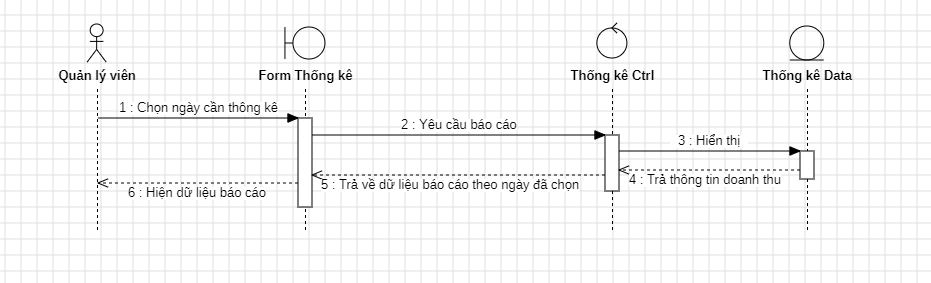 Quản lý viên
Form Thống kê
Thống kê Ctrl
Thống kê Data
1 : Chọn ngày cần thông kê
2 : Yêu cầu báo cáo
3 : Hiển thị
4 : Trả thông tin doanh thu
5 : Trả về dữ liệu báo cáo theo ngày đã chọn
6 : Hiện dữ liệu báo cáo